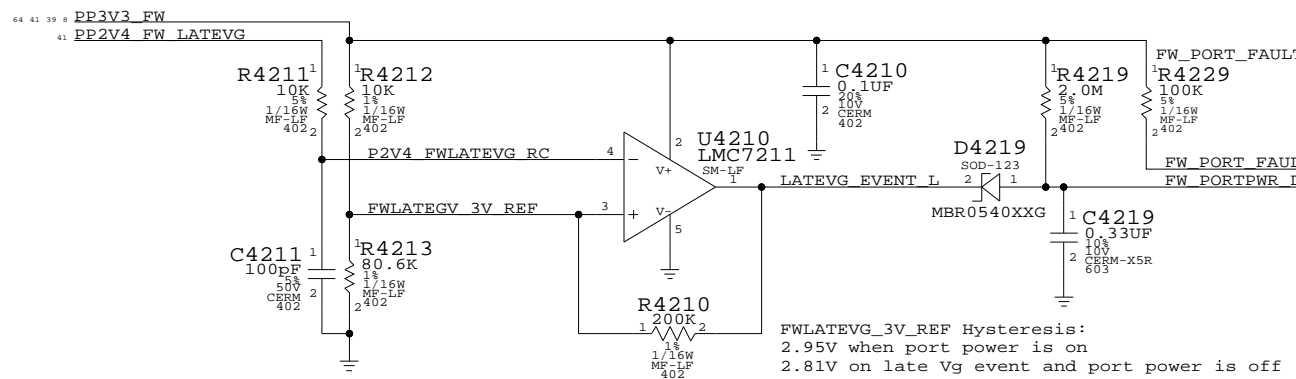 64 41 39 8 PP3V3_FW
41 PP2V4_FW_LATEVG
FW_PORT_FAULT
R4211
1
10K
5%
1/16W
MF-LF
402
2
R4212
1
10K
1%
1/16W
MF-LF
402
2
C4210
1
0.1UF
20%
10V
CERM
402
2
R4219
1
2.0M
5%
1/16W
MF-LF
402
2
R4229
1
100K
5%
1/16W
MF-LF
402
2
P2V4_FWLATEVG_RC
4
U4210
LMC7211
SM-LF
2
V+
1
V-
5
LATEVG_EVENT_L
D4219
SOD-123
2
1
MBR0540XXG
FW_PORT_FAUL
FW_PORTPWR_D
FWLATEGV_3V_REF
3
C4211
1
100pF
5%
50V
CERM
402
2
R4213
1
80.6K
1%
1/16W
MF-LF
402
2
C4219
1
0.33UF
10%
10V
CERM-X5R
603
2
R4210
1
200K
2
1%
1/16W
MF-LF
402
FWLATEVG_3V_REF Hysteresis:
2.95V when port power is on
2.81V on late Vg event and port power is off